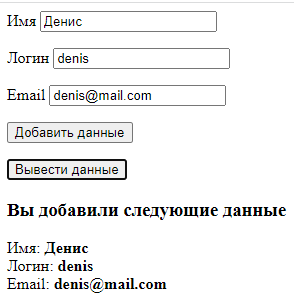 Имя Денис
Логин denis
Email denis@mail.com
Добавить данные
Вывести данные
Вы добавили следующие данные
Имя: Денис
Логин: denis
Email: denis@mail.com